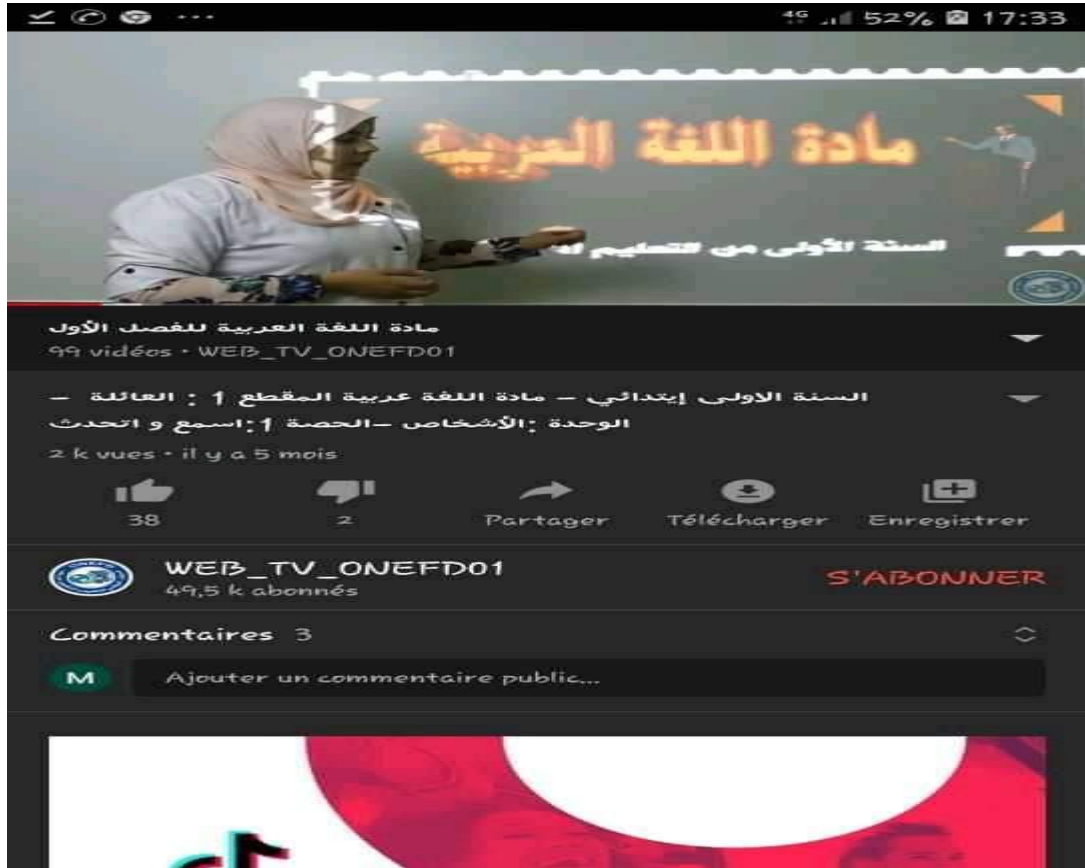 4G 52% 17:33
مادة اللغة العربية
السنة الأولى من التعليم
مادة اللغة العربية للفصل الأول
99 vidéos • WEB_TV_ONEFD01
السنة الاولى إبتدائي – مادة اللغة عربية المقطع 1 : العائلة –
الوحدة :الأشخاص –الحصة 1:اسمع و اتحدث
2 k vues • il y a 5 mois
38 2 Partager Télécharger Enregistrer
WEB_TV_ONEFD01
49,5 k abonnés
S'ABONNER
Commentaires 3
M Ajouter un commentaire public...